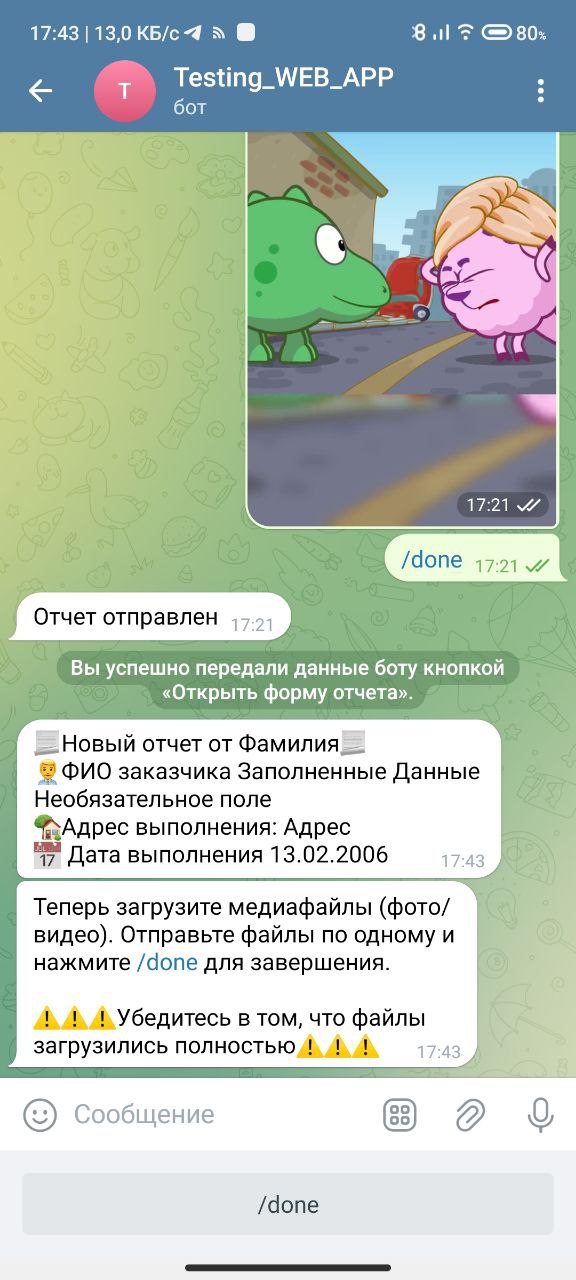 17:43 | 13,0 КБ/с
80%
T
Testing_WEB_APP
бот
17:21
/done 17:21
Отчет отправлен 17:21
Вы успешно передали данные боту кнопкой
«Открыть форму отчета».
📃Новый отчет от Фамилия📃
👨‍💼ФИО заказчика Заполненные Данные
Необязательное поле
🏡Адрес выполнения: Адрес
📅 Дата выполнения 13.02.2006 17:43
Теперь загрузите медиафайлы (фото/
видео). Отправьте файлы по одному и
нажмите /done для завершения.
⚠️⚠️⚠️Убедитесь в том, что файлы
загрузились полностью⚠️⚠️⚠️ 17:43
Сообщение
/done